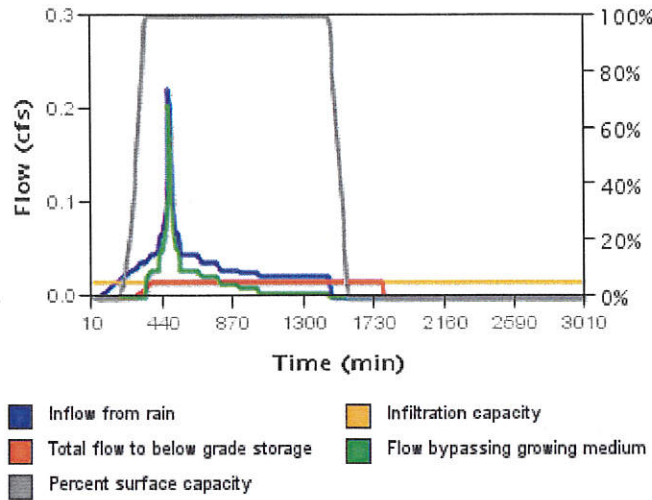 0.3
100%
80%
0.2
60%
Flow (cfs)
40%
0.1
20%
0.0
0%
10 440 870 1300 1730 2160 2590 3010
Time (min)
Inflow from rain
Infiltration capacity
Total flow to below grade storage
Flow bypassing growing medium
Percent surface capacity